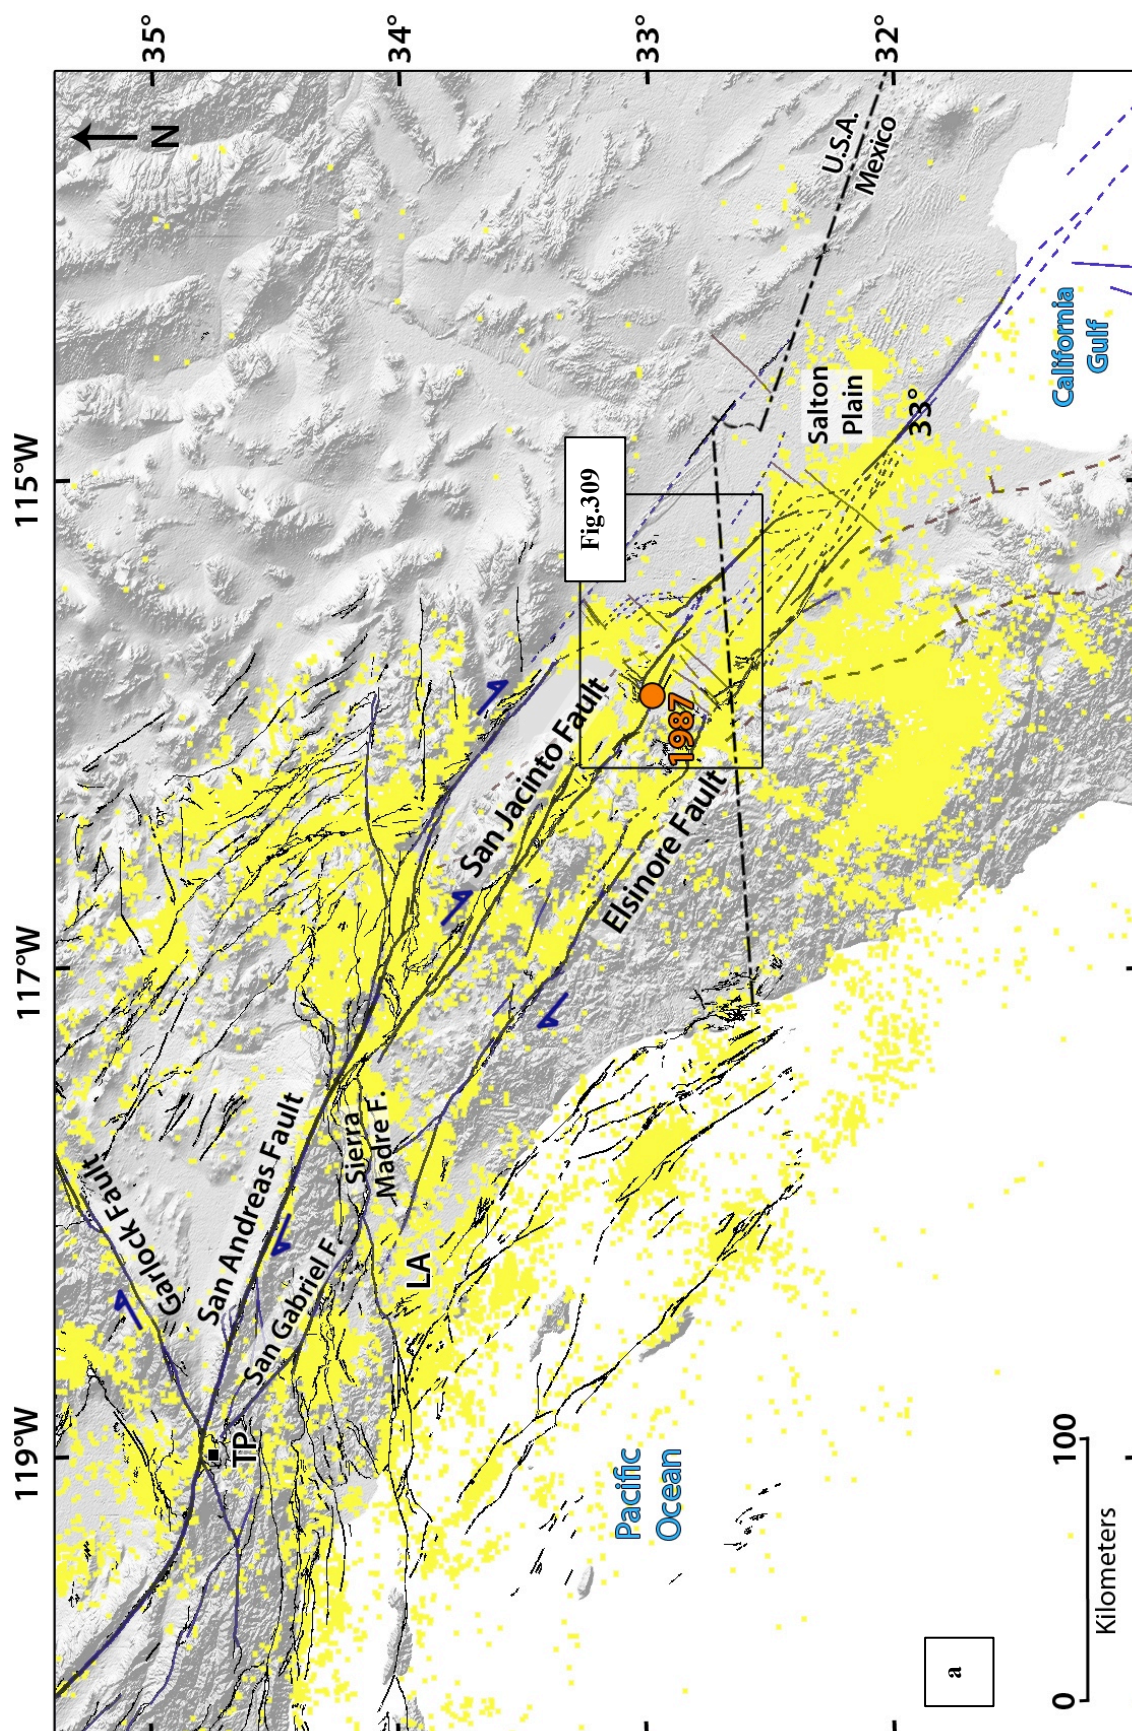 119°W
117°W
115°W
35°
34°
33°
32°
N
Garlock Fault
San Andreas Fault
San Gabriel F.
TP
Sierra
Madre F.
LA
San Jacinto Fault
Elsinore Fault
1987
Fig.309
Salton
Plain
33°
U.S.A.
Mexico
California
Gulf
Pacific
Ocean
a
0
100
Kilometers